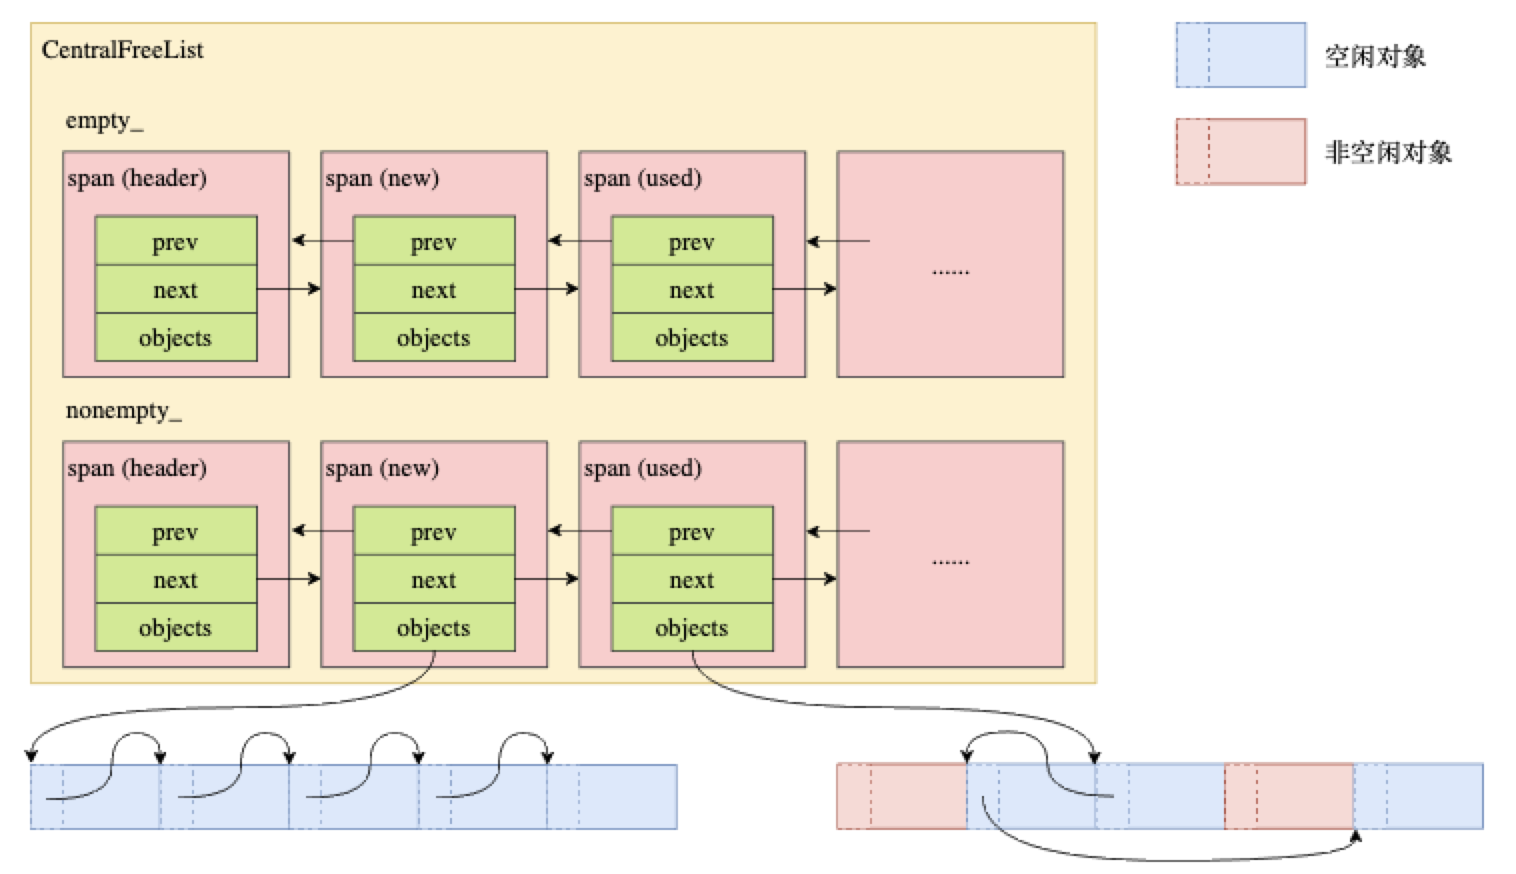 CentralFreeList
空闲对象
非空闲对象
empty_
span (header)
span (new)
span (used)
prev
prev
prev
next
next
next
......
objects
objects
objects
nonempty_
span (header)
span (new)
span (used)
prev
prev
prev
next
next
next
......
objects
objects
objects